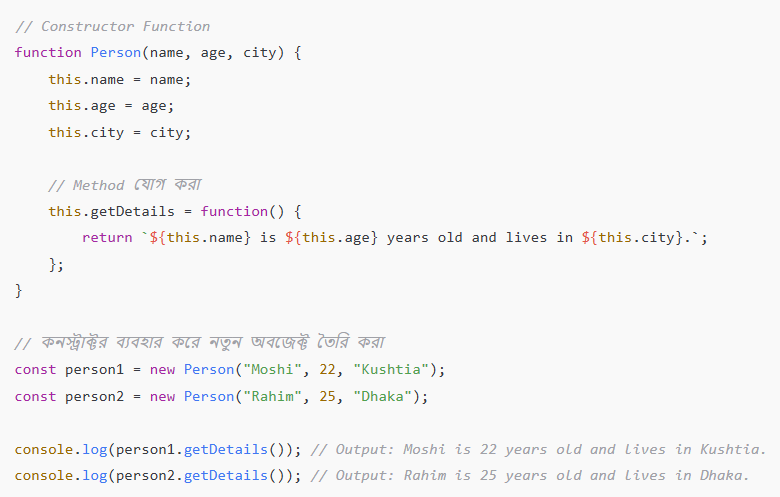 // Constructor Function
function Person(name, age, city) {
    this.name = name;
    this.age = age;
    this.city = city;

    // Method যোগ করা
    this.getDetails = function() {
        return `${this.name} is ${this.age} years old and lives in ${this.city}.`;
    };
}

// কনস্ট্রাক্টর ব্যবহার করে নতুন অবজেক্ট তৈরি করা
const person1 = new Person("Moshi", 22, "Kushtia");
const person2 = new Person("Rahim", 25, "Dhaka");

console.log(person1.getDetails()); // Output: Moshi is 22 years old and lives in Kushtia.
console.log(person2.getDetails()); // Output: Rahim is 25 years old and lives in Dhaka.